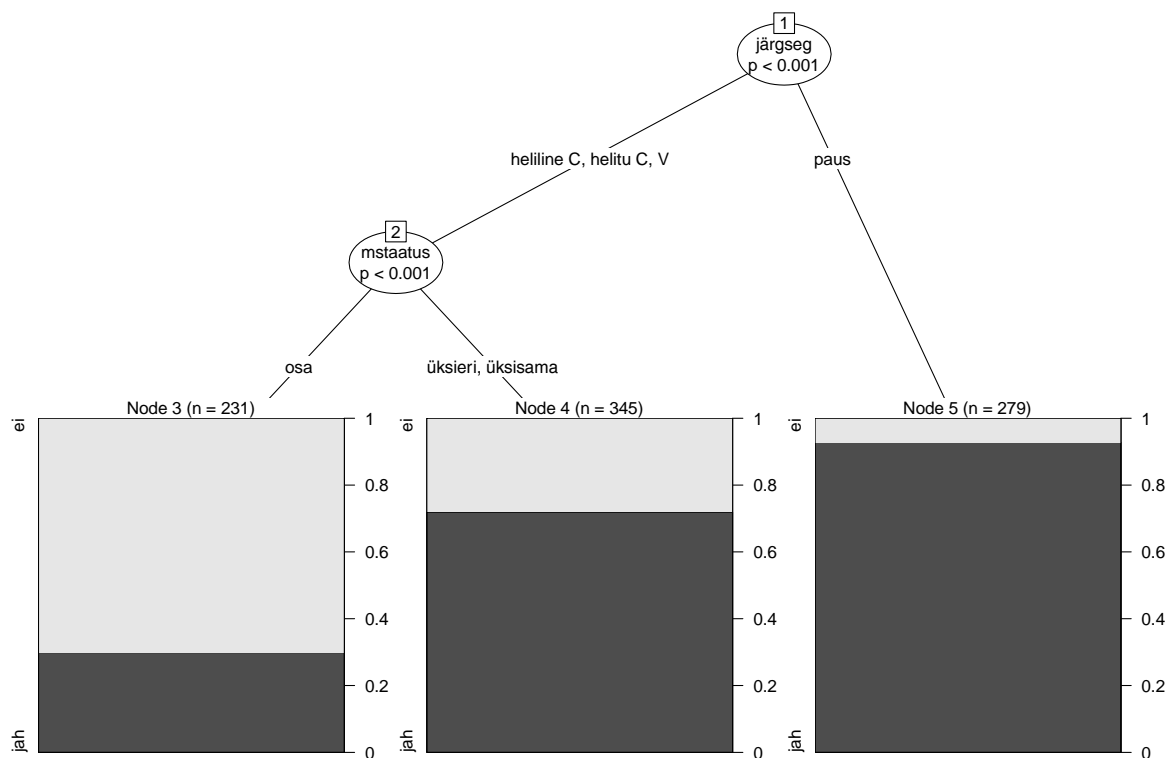 1
järgseg
p < 0.001
heliline C, helitu C, V
paus
2
mstaatus
p < 0.001
osa
üksieri, üksisama
Node 3 (n = 231)
ei
jah
1
0.8
0.6
0.4
0.2
0
Node 4 (n = 345)
ei
jah
1
0.8
0.6
0.4
0.2
0
Node 5 (n = 279)
ei
jah
1
0.8
0.6
0.4
0.2
0